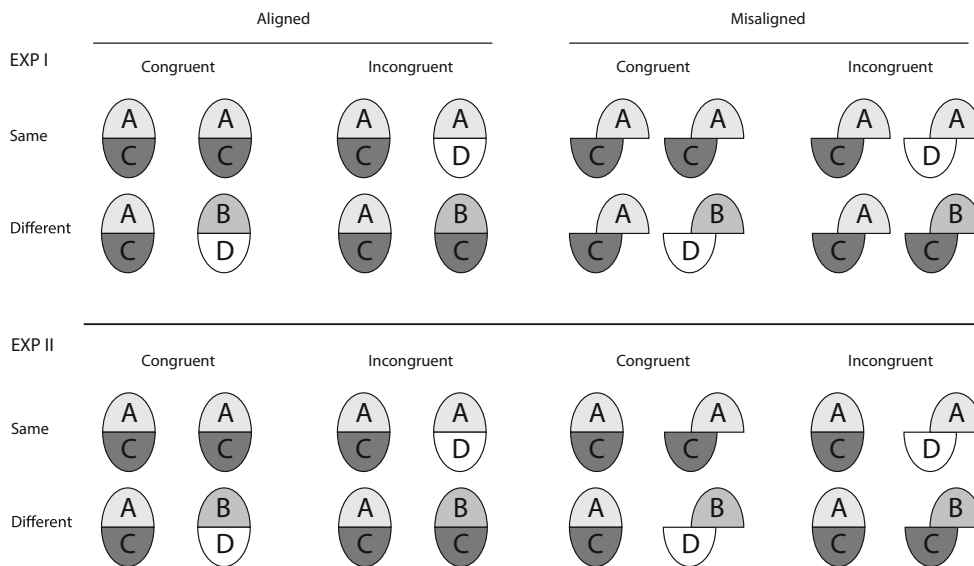 Aligned Misaligned
EXP I
Congruent Incongruent Congruent Incongruent
Same
A A A A A A A A
C C C D C C C D
Different
A B A B A B A B
C D C C C D C C
EXP II
Congruent Incongruent Congruent Incongruent
Same
A A A A A A A A
C C C D C C C D
Different
A B A B A B A B
C D C C C D C C